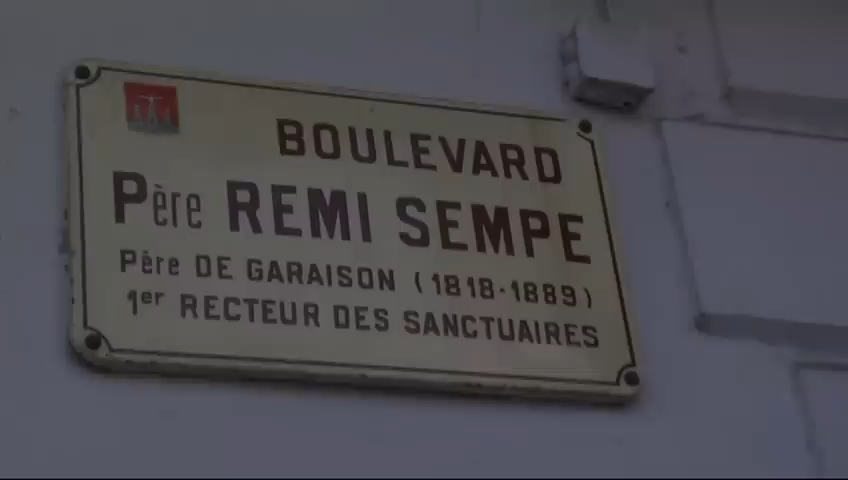 BOULEVARD
Père REMI SEMPE
Père DE GARAISON (1818-1889)
1er RECTEUR DES SANCTUAIRES